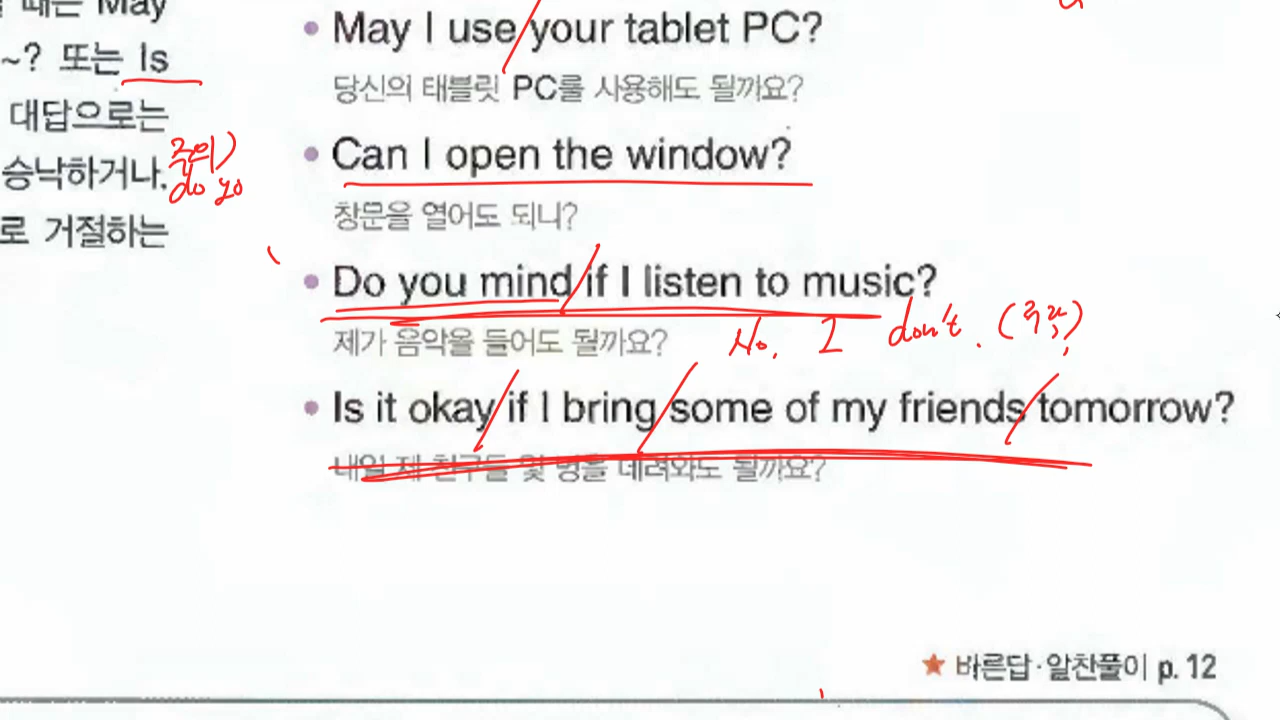 때는 May
~? 또는 Is
대답으로는
승낙하거나,
로 거절하는
주의)
do yo
• May I use your tablet PC?
당신의 태블릿 PC를 사용해도 될까요?
• Can I open the window?
창문을 열어도 되니?
• Do you mind if I listen to music?
제가 음악을 들어도 될까요?
No, I don't.
• Is it okay if I bring some of my friends tomorrow?
내일 제 친구들 몇 명을 데려와도 될까요?
★ 바른답·알찬풀이 p. 12